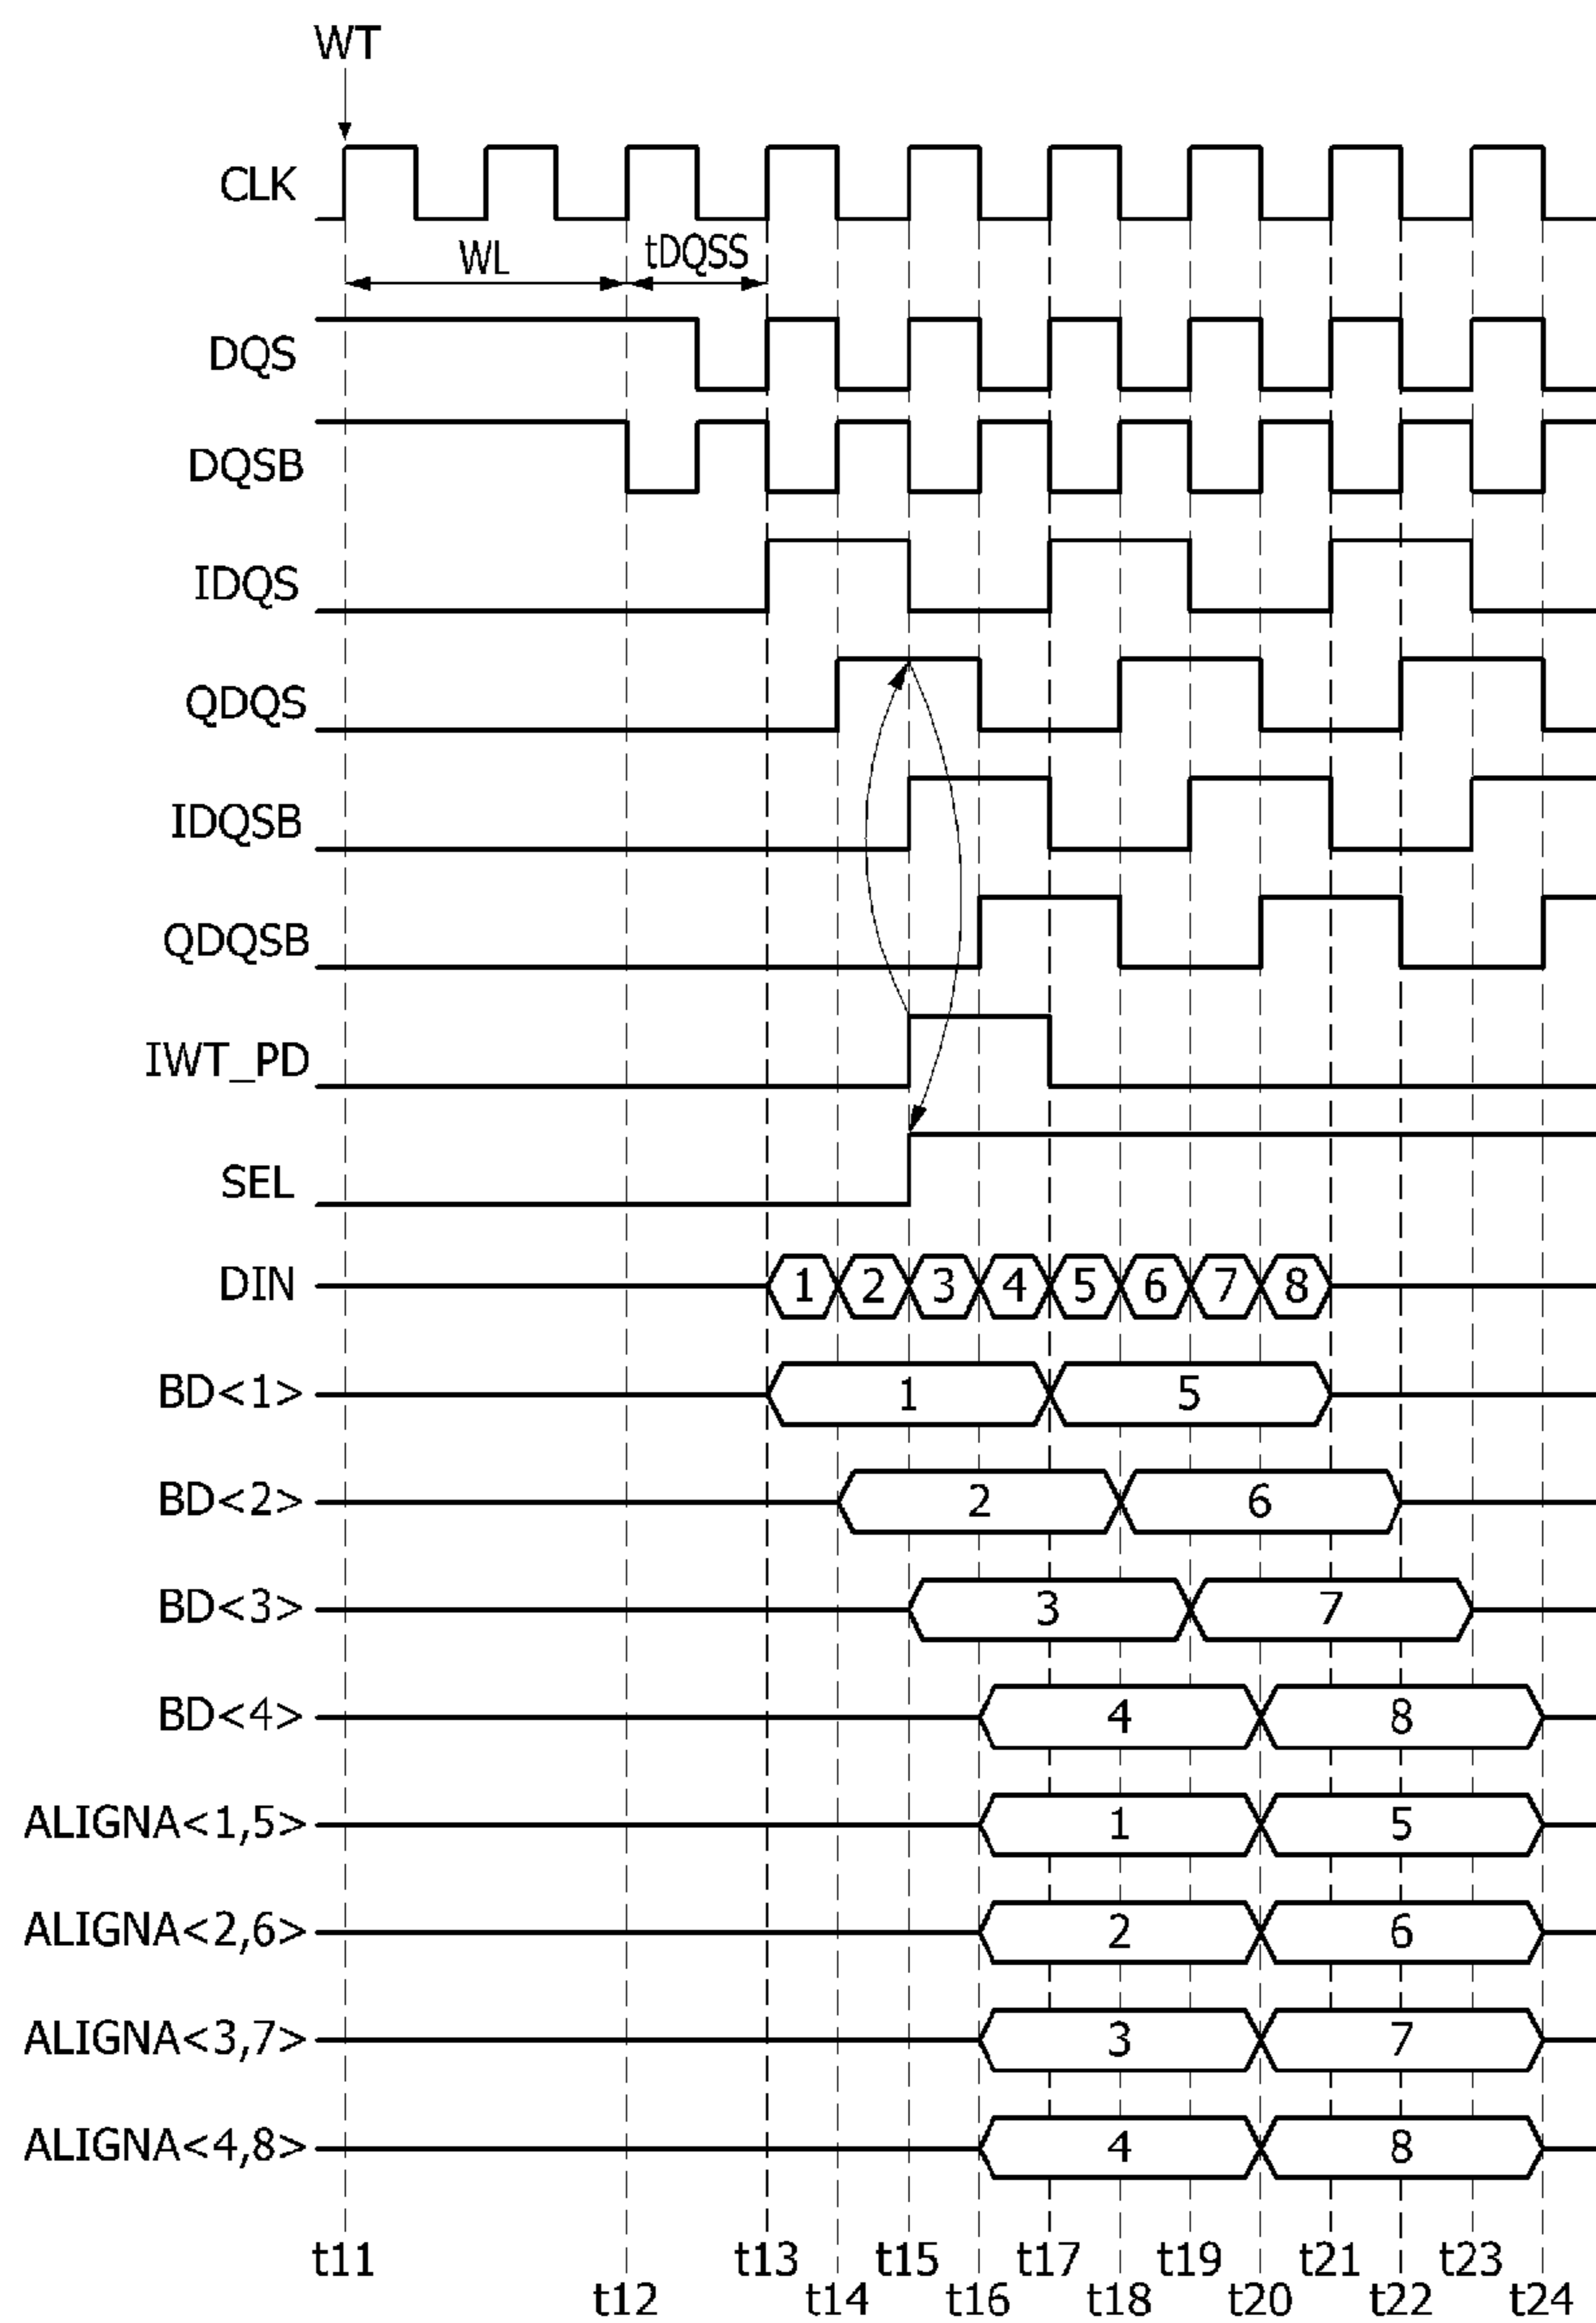 WT
CLK
WL tDQSS
DQS
DQSB
IDQS
QDQS
IDQSB
QDQSB
IWT_PD
SEL
DIN 1 2 3 4 5 6 7 8
BD<1> 1 5
BD<2> 2 6
BD<3> 3 7
BD<4> 4 8
ALIGNA<1,5> 1 5
ALIGNA<2,6> 2 6
ALIGNA<3,7> 3 7
ALIGNA<4,8> 4 8
t11 t13 t15 t17 t19 t21 t23
t12 t14 t16 t18 t20 t22 t24